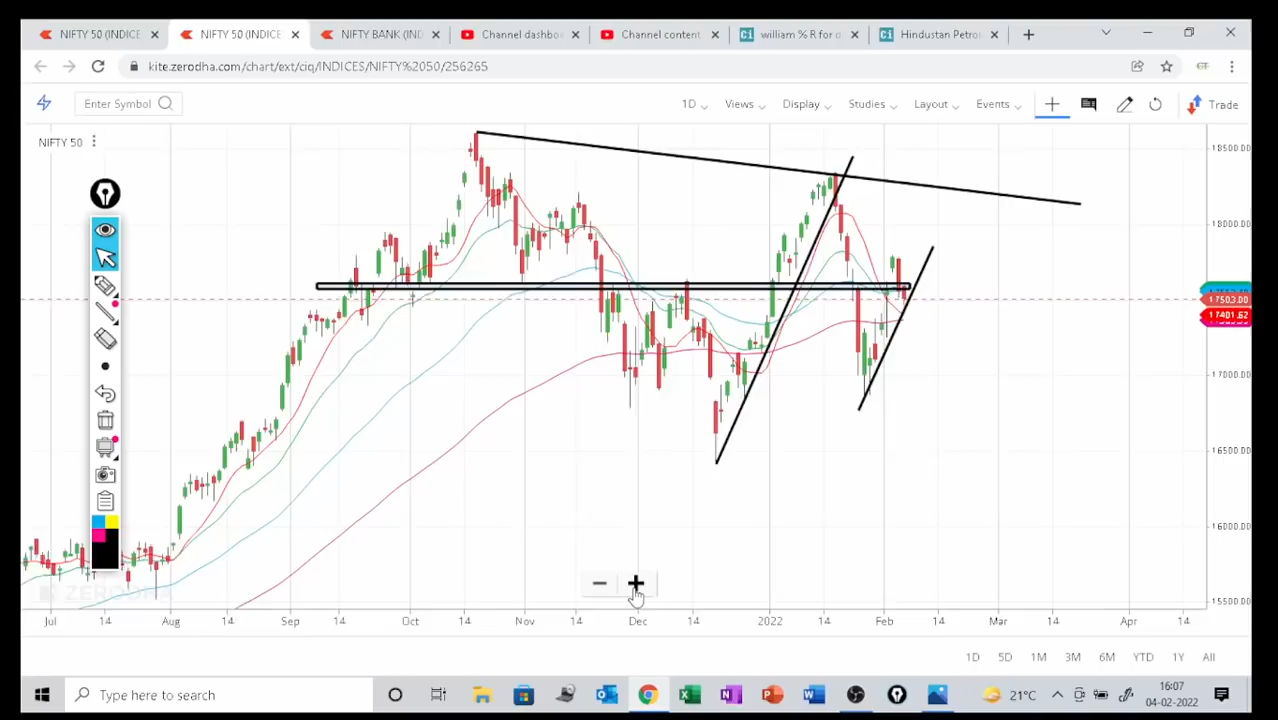 NIFTY 50 (INDICE
NIFTY 50 (INDICE
NIFTY BANK (IND
Channel dashbo
Channel content
william % R for o
Hindustan Petro
kite.zerodha.com/chart/ext/ciq/INDICES/NIFTY%2050/256265
Enter Symbol
1D
Views
Display
Studies
Layout
Events
Trade
NIFTY 50
18500.00
18000.00
17503.00
17401.62
17000.00
16500.00
16000.00
15500.00
ZERODHA
Jul
14
Aug
14
Sep
14
Oct
14
Nov
14
Dec
14
2022
14
Feb
14
Mar
14
Apr
14
1D
5D
1M
3M
6M
YTD
1Y
All
Type here to search
21°C
16:07
04-02-2022